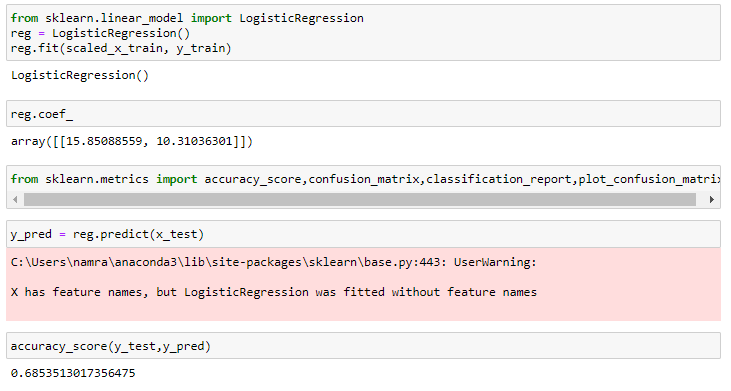 from sklearn.linear_model import LogisticRegression
reg = LogisticRegression()
reg.fit(scaled_x_train, y_train)
LogisticRegression()
reg.coef_
array([[15.85088559, 10.31036301]])
from sklearn.metrics import accuracy_score,confusion_matrix,classification_report,plot_confusion_matrix
y_pred = reg.predict(x_test)
C:\Users\namra\anaconda3\lib\site-packages\sklearn\base.py:443: UserWarning:
X has feature names, but LogisticRegression was fitted without feature names
accuracy_score(y_test,y_pred)
0.6853513017356475